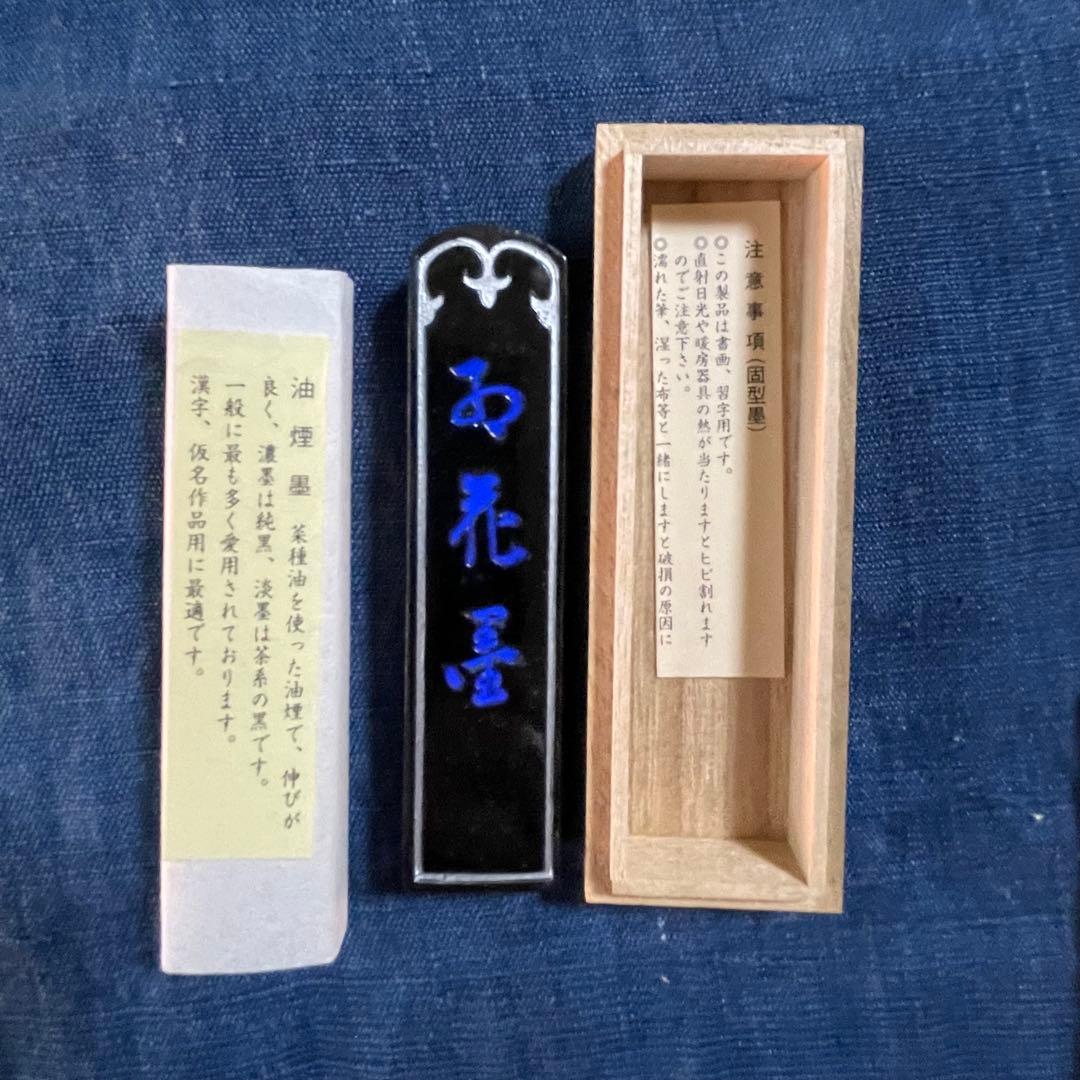 油煙墨 菜種油を使った油煙で、伸びが
良く、濃墨は純黒、淡墨は茶系の黒です。
一般に最も多く愛用されております。
漢字、仮名作品用に最適です。
花墨
注意事項(固型墨)
◎この製品は書画、習字用です。
◎直射日光や暖房器具の熱が当たりますとヒビ割れます
のでご注意下さい。
◎濡れた筆、湿った布等と一緒にしますと破損の原因に